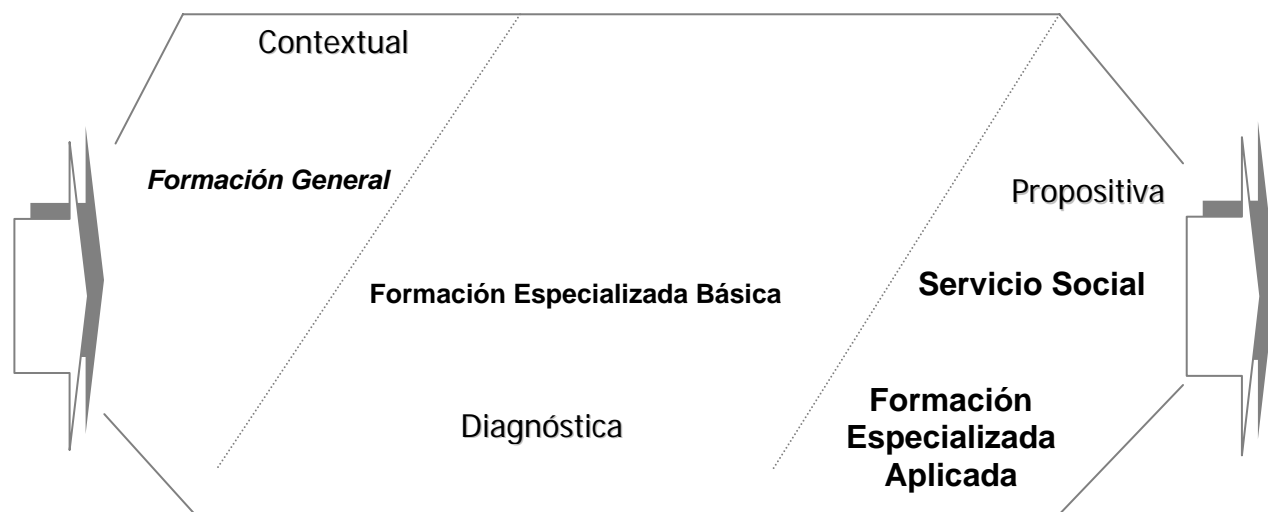 Contextual
Formación General
Propositiva
Servicio Social
Formación Especializada Básica
Diagnóstica
Formación
Especializada
Aplicada